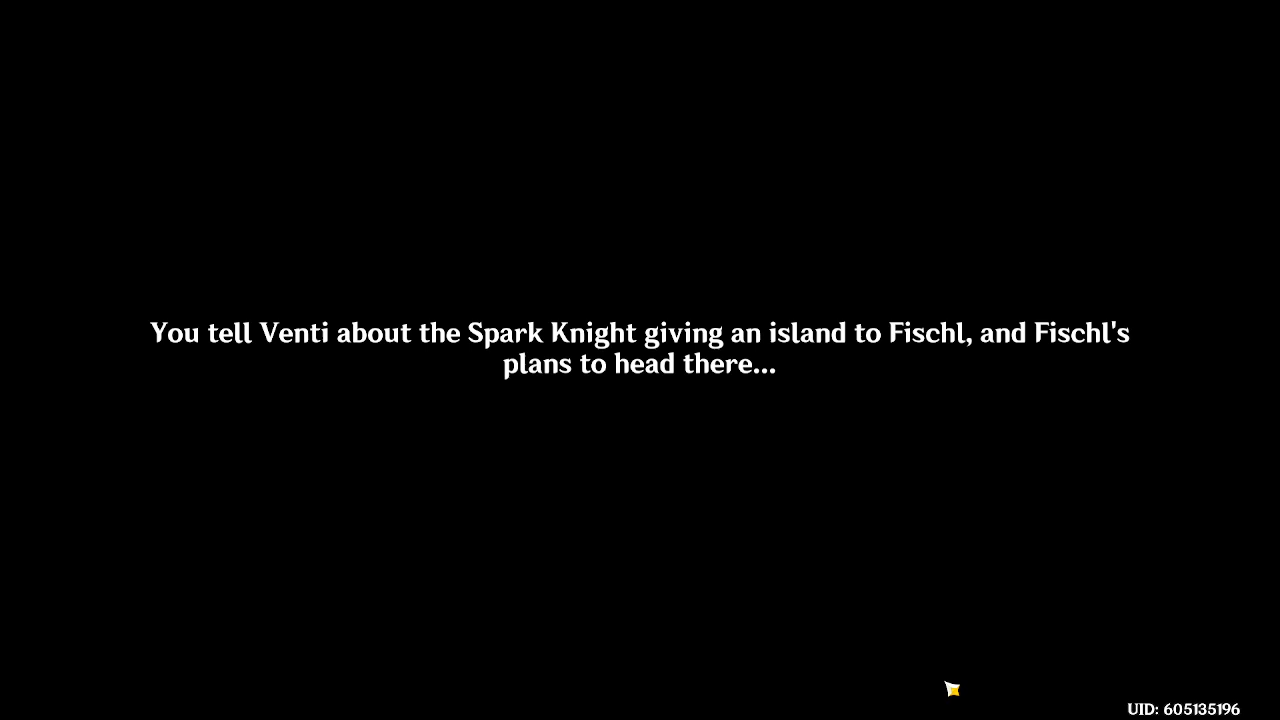 You tell Venti about the Spark Knight giving an island to Fischl, and Fischl's
plans to head there...
UID: 605135196